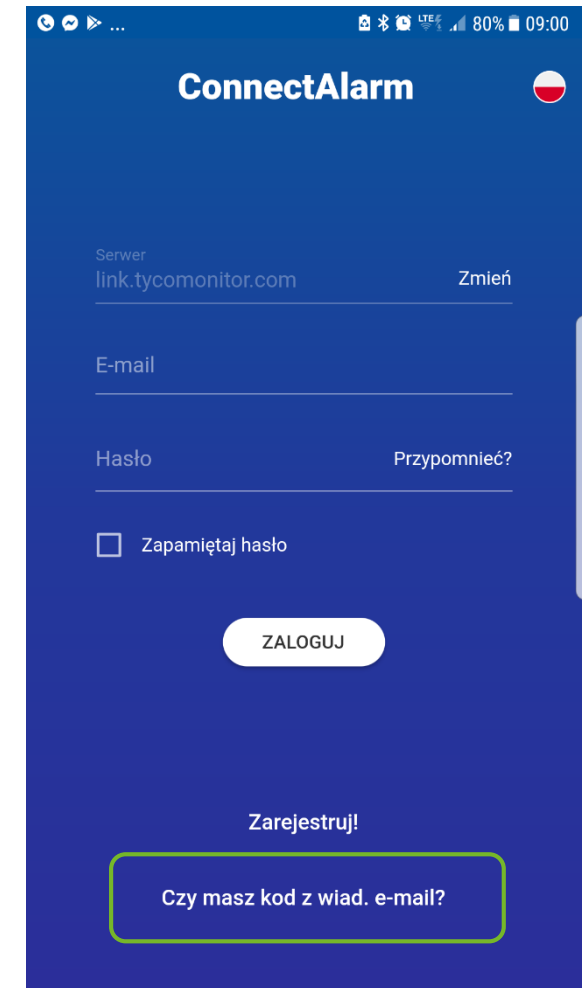 ... LTE 80% 09:00
ConnectAlarm
Serwer
link.tycomonitor.com Zmień
E-mail
Hasło Przypomnieć?
Zapamiętaj hasło
ZALOGUJ
Zarejestruj!
Czy masz kod z wiad. e-mail?